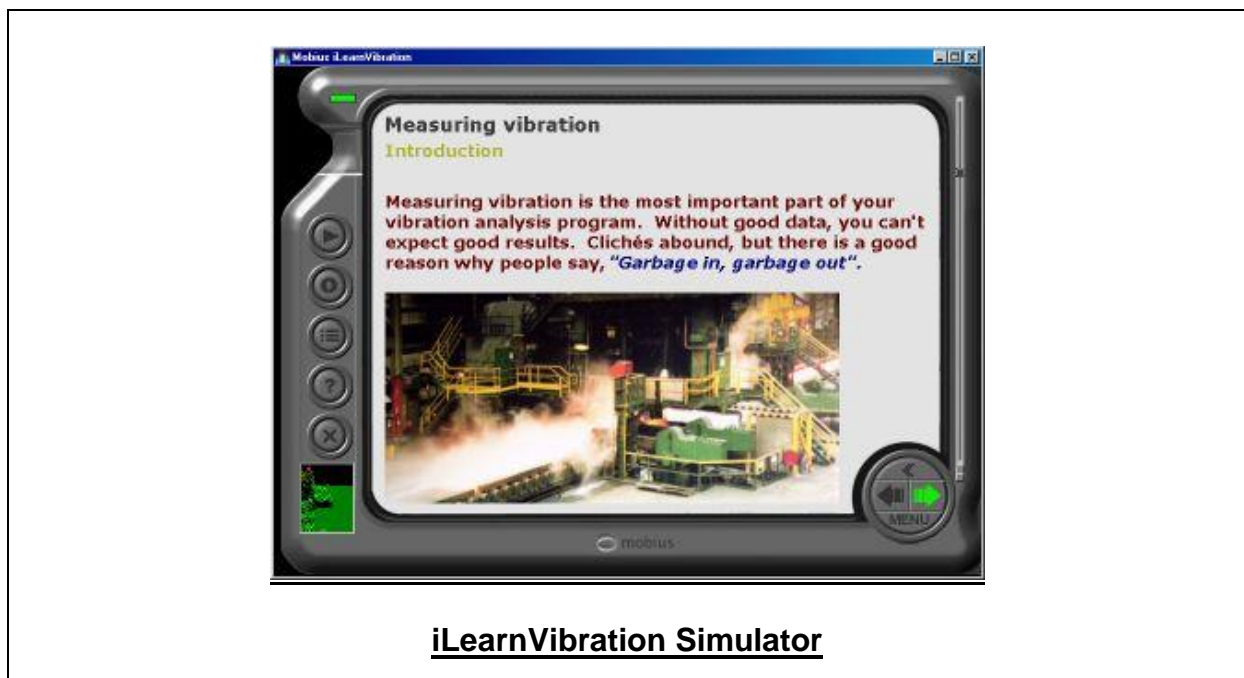 Mobius iLearnVibration
Measuring vibration
Introduction
Measuring vibration is the most important part of your
vibration analysis program.  Without good data, you can't
expect good results.  Clichés abound, but there is a good
reason why people say, "Garbage in, garbage out".
MENU
mobius
iLearnVibration Simulator